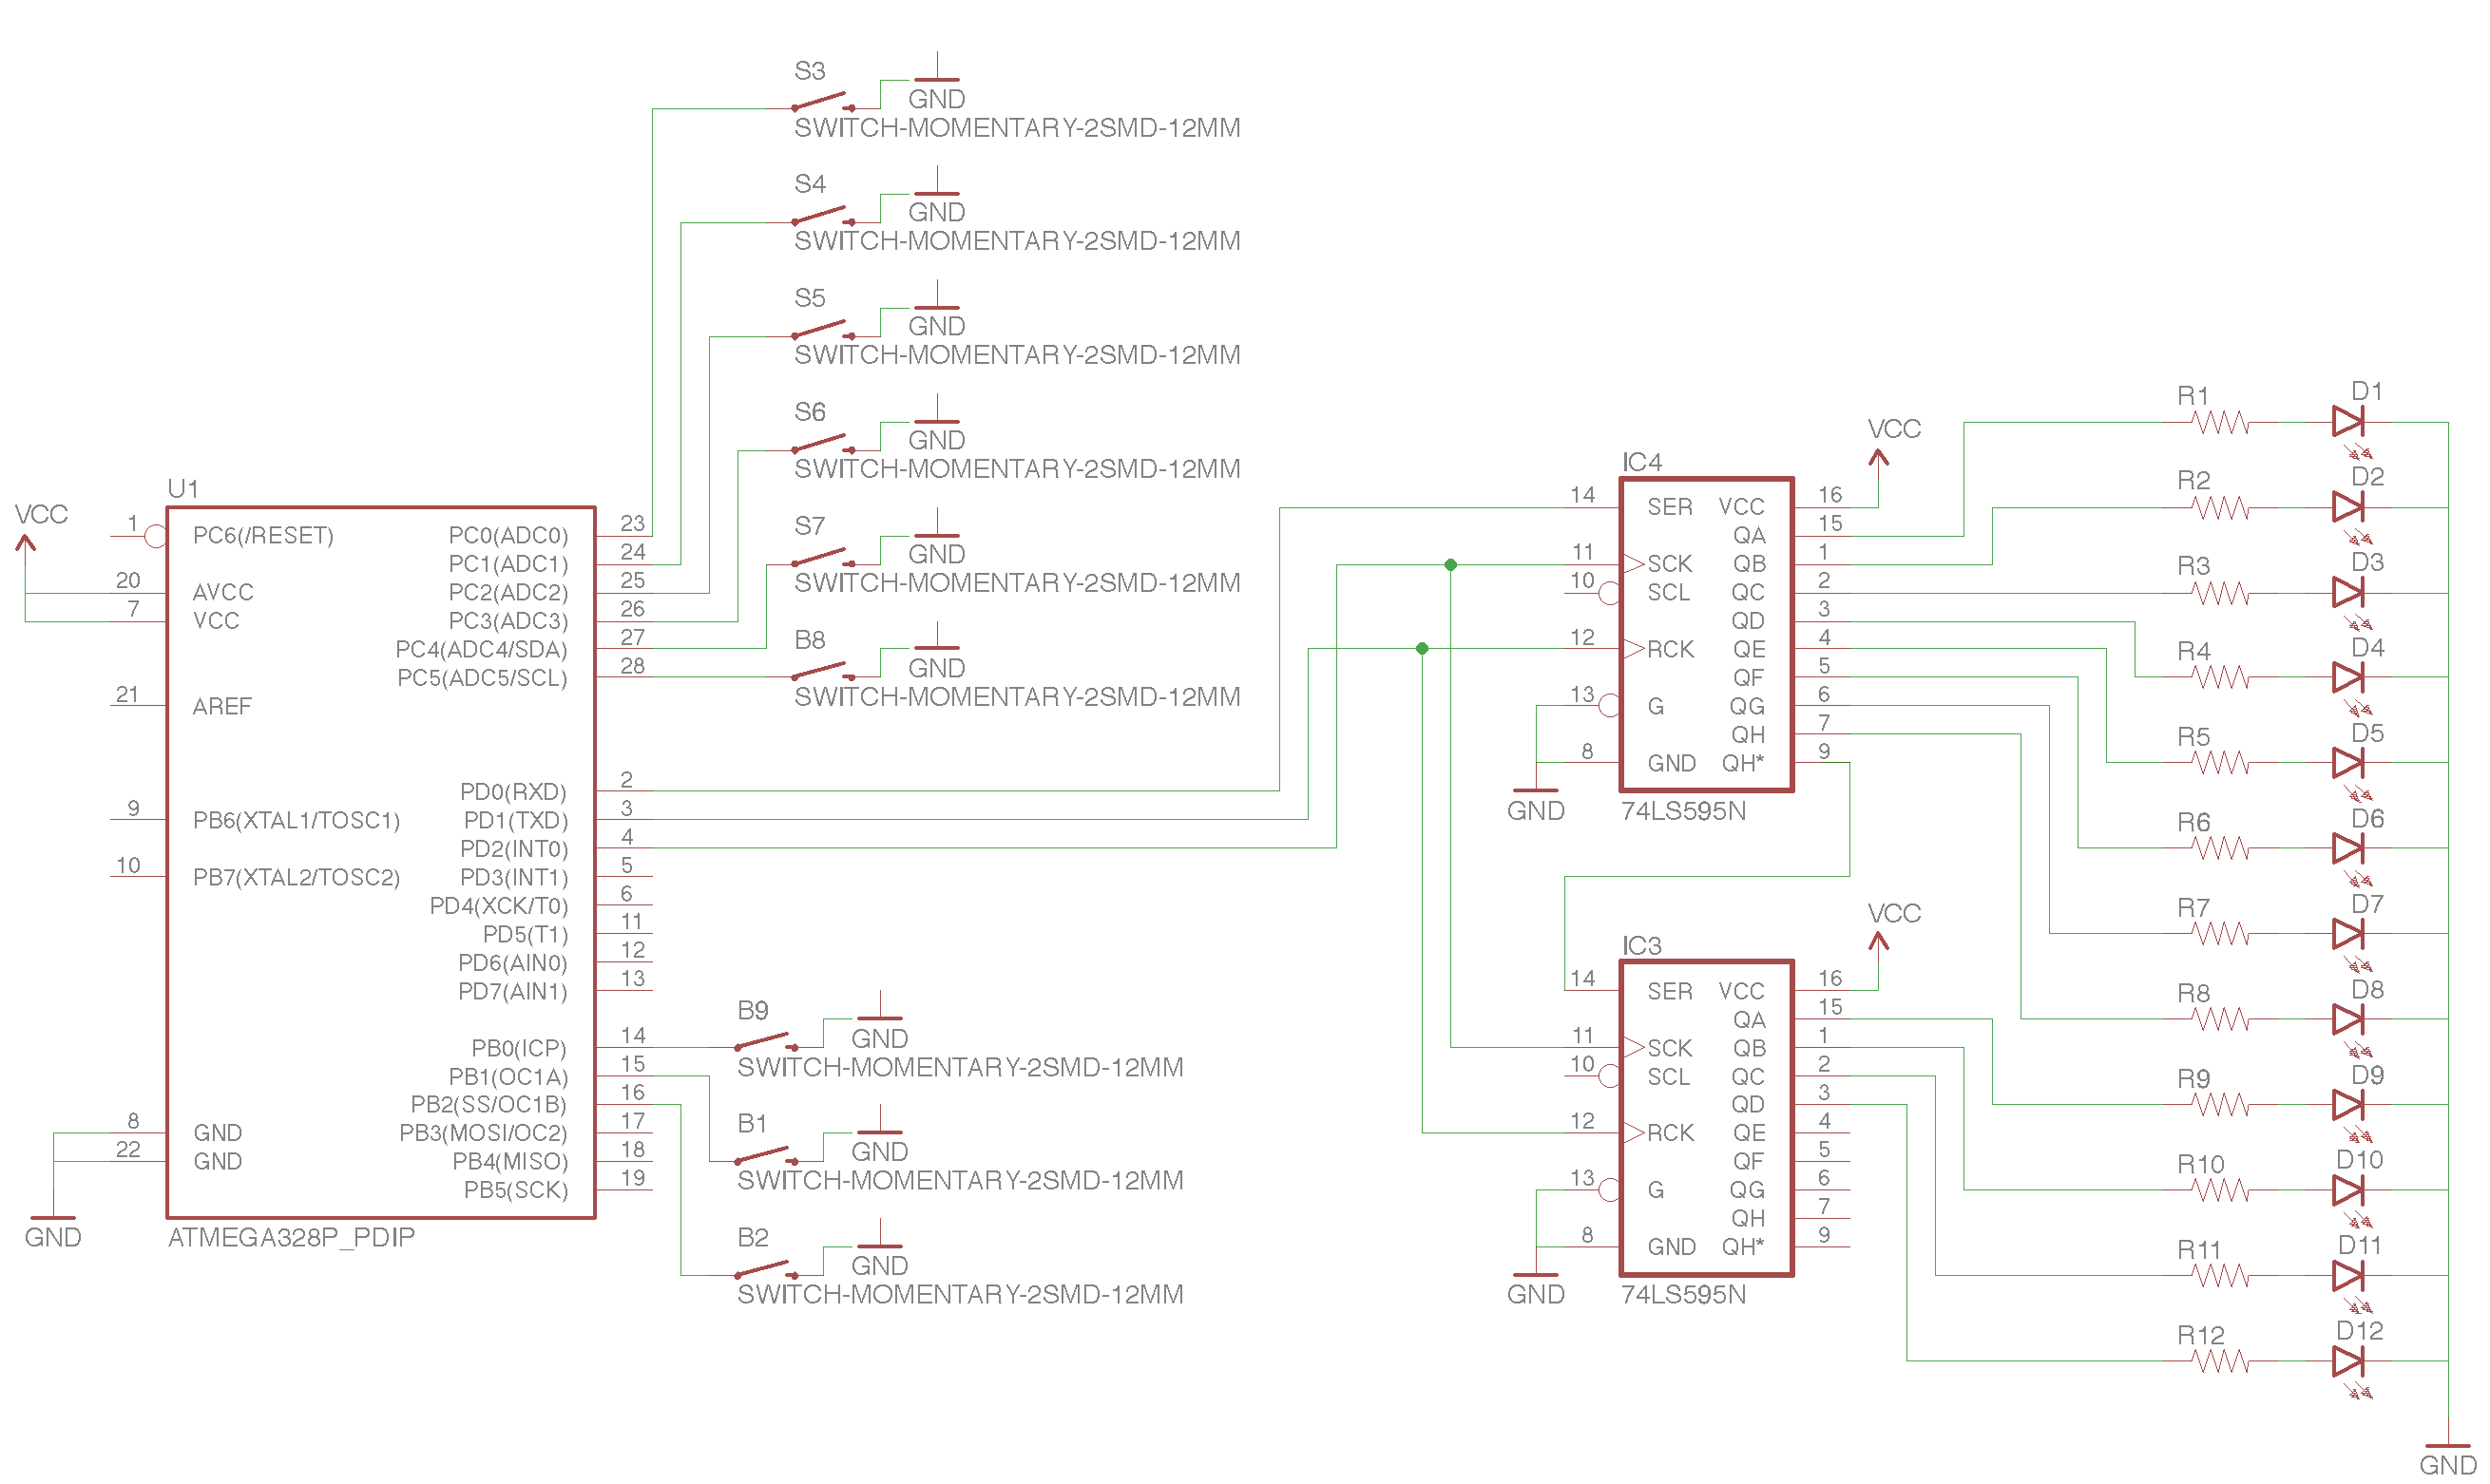 S3
GND
SWITCH-MOMENTARY-2SMD-12MM
S4
GND
SWITCH-MOMENTARY-2SMD-12MM
S5
GND
SWITCH-MOMENTARY-2SMD-12MM
S6
GND
SWITCH-MOMENTARY-2SMD-12MM
S7
GND
SWITCH-MOMENTARY-2SMD-12MM
B8
GND
SWITCH-MOMENTARY-2SMD-12MM
U1
VCC
1 PC6(/RESET)
20 AVCC
7 VCC
21 AREF
9 PB6(XTAL1/TOSC1)
10 PB7(XTAL2/TOSC2)
8 GND
22 GND
GND
PC0(ADC0) 23
PC1(ADC1) 24
PC2(ADC2) 25
PC3(ADC3) 26
PC4(ADC4/SDA) 27
PC5(ADC5/SCL) 28
PD0(RXD) 2
PD1(TXD) 3
PD2(INT0) 4
PD3(INT1) 5
PD4(XCK/T0) 6
PD5(T1) 11
PD6(AIN0) 12
PD7(AIN1) 13
PB0(ICP) 14
PB1(OC1A) 15
PB2(SS/OC1B) 16
PB3(MOSI/OC2) 17
PB4(MISO) 18
PB5(SCK) 19
ATMEGA328P_PDIP
B9
GND
SWITCH-MOMENTARY-2SMD-12MM
B1
GND
SWITCH-MOMENTARY-2SMD-12MM
B2
GND
SWITCH-MOMENTARY-2SMD-12MM
IC4
VCC
14 SER
11 SCK
10 SCL
12 RCK
13 G
8 GND
GND
VCC 16
QA 15
QB 1
QC 2
QD 3
QE 4
QF 5
QG 6
QH 7
QH* 9
74LS595N
IC3
VCC
14 SER
11 SCK
10 SCL
12 RCK
13 G
8 GND
GND
VCC 16
QA 15
QB 1
QC 2
QD 3
QE 4
QF 5
QG 6
QH 7
QH* 9
74LS595N
R1 D1
R2 D2
R3 D3
R4 D4
R5 D5
R6 D6
R7 D7
R8 D8
R9 D9
R10 D10
R11 D11
R12 D12
GND